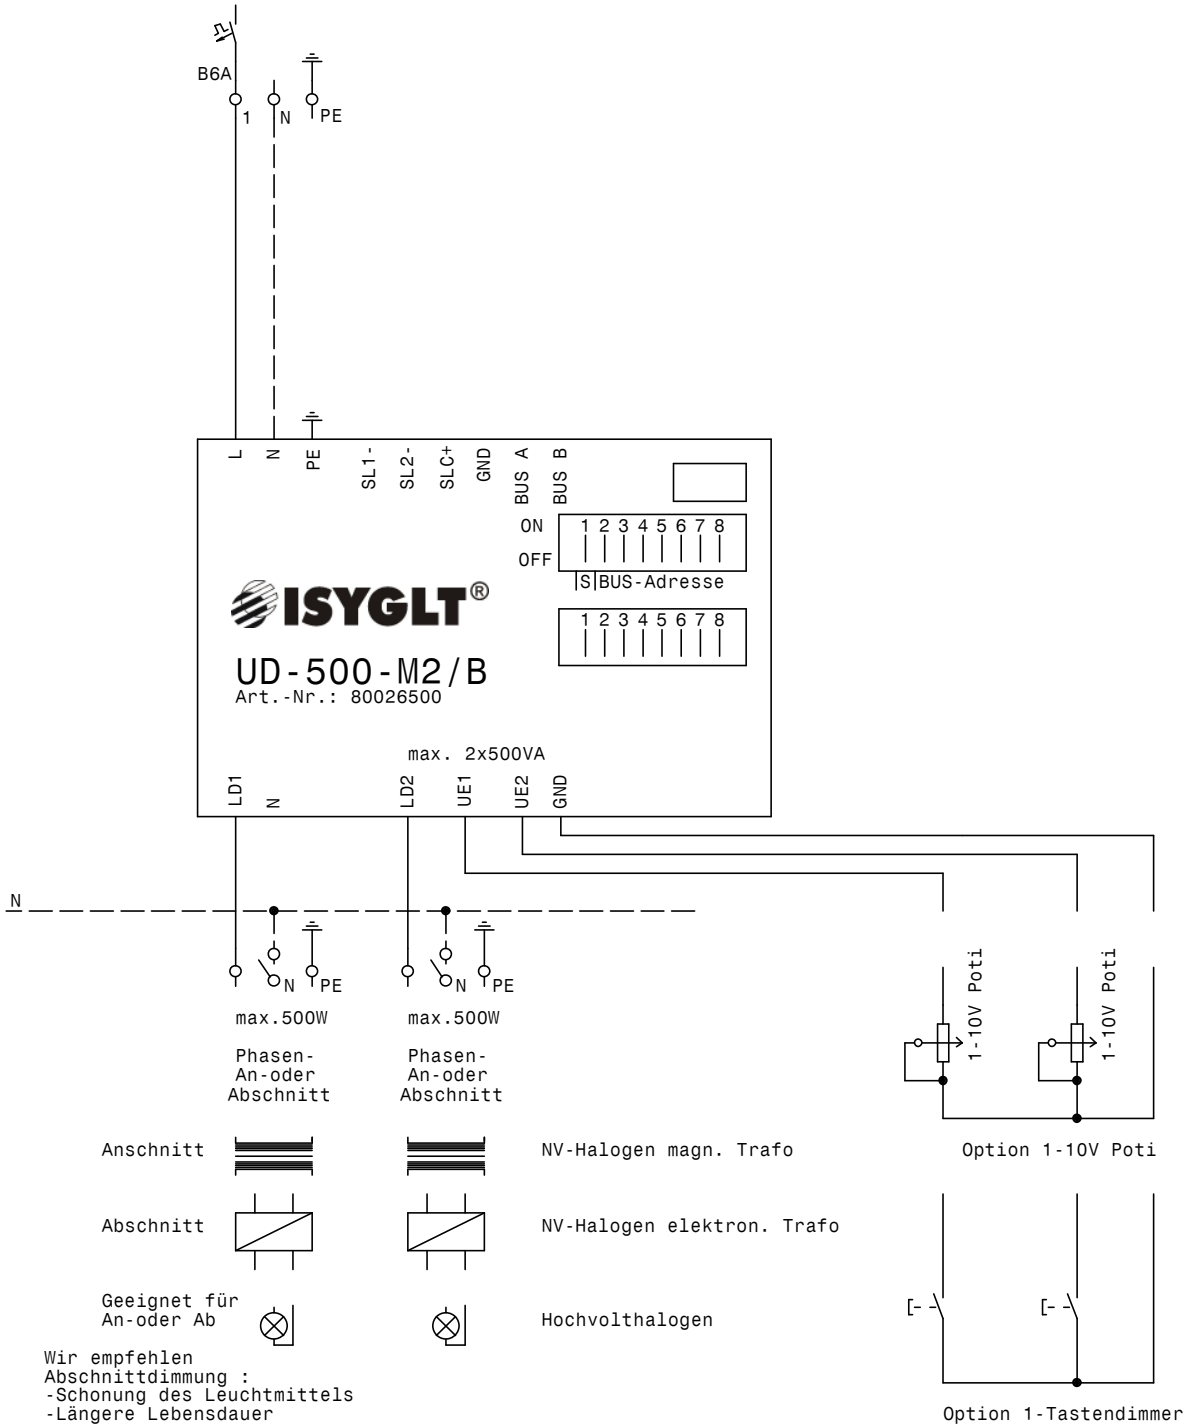 B6A
1
N
PE
L
N
PE
SL1-
SL2-
SLC+
GND
BUS A
BUS B
ON
1 2 3 4 5 6 7 8
OFF
S BUS-Adresse
ISYGLT®
1 2 3 4 5 6 7 8
UD-500-M2/B
Art.-Nr.: 80026500
max. 2x500VA
LD1
N
LD2
UE1
UE2
GND
N
N
PE
N
PE
1-10V Poti
1-10V Poti
max.500W
max.500W
Phasen-
An-oder
Abschnitt
Phasen-
An-oder
Abschnitt
Anschnitt
NV-Halogen magn. Trafo
Option 1-10V Poti
Abschnitt
NV-Halogen elektron. Trafo
Geeignet für
An-oder Ab
Hochvolthalogen
Wir empfehlen
Abschnittdimmung :
-Schonung des Leuchtmittels
-Längere Lebensdauer
Option 1-Tastendimmer